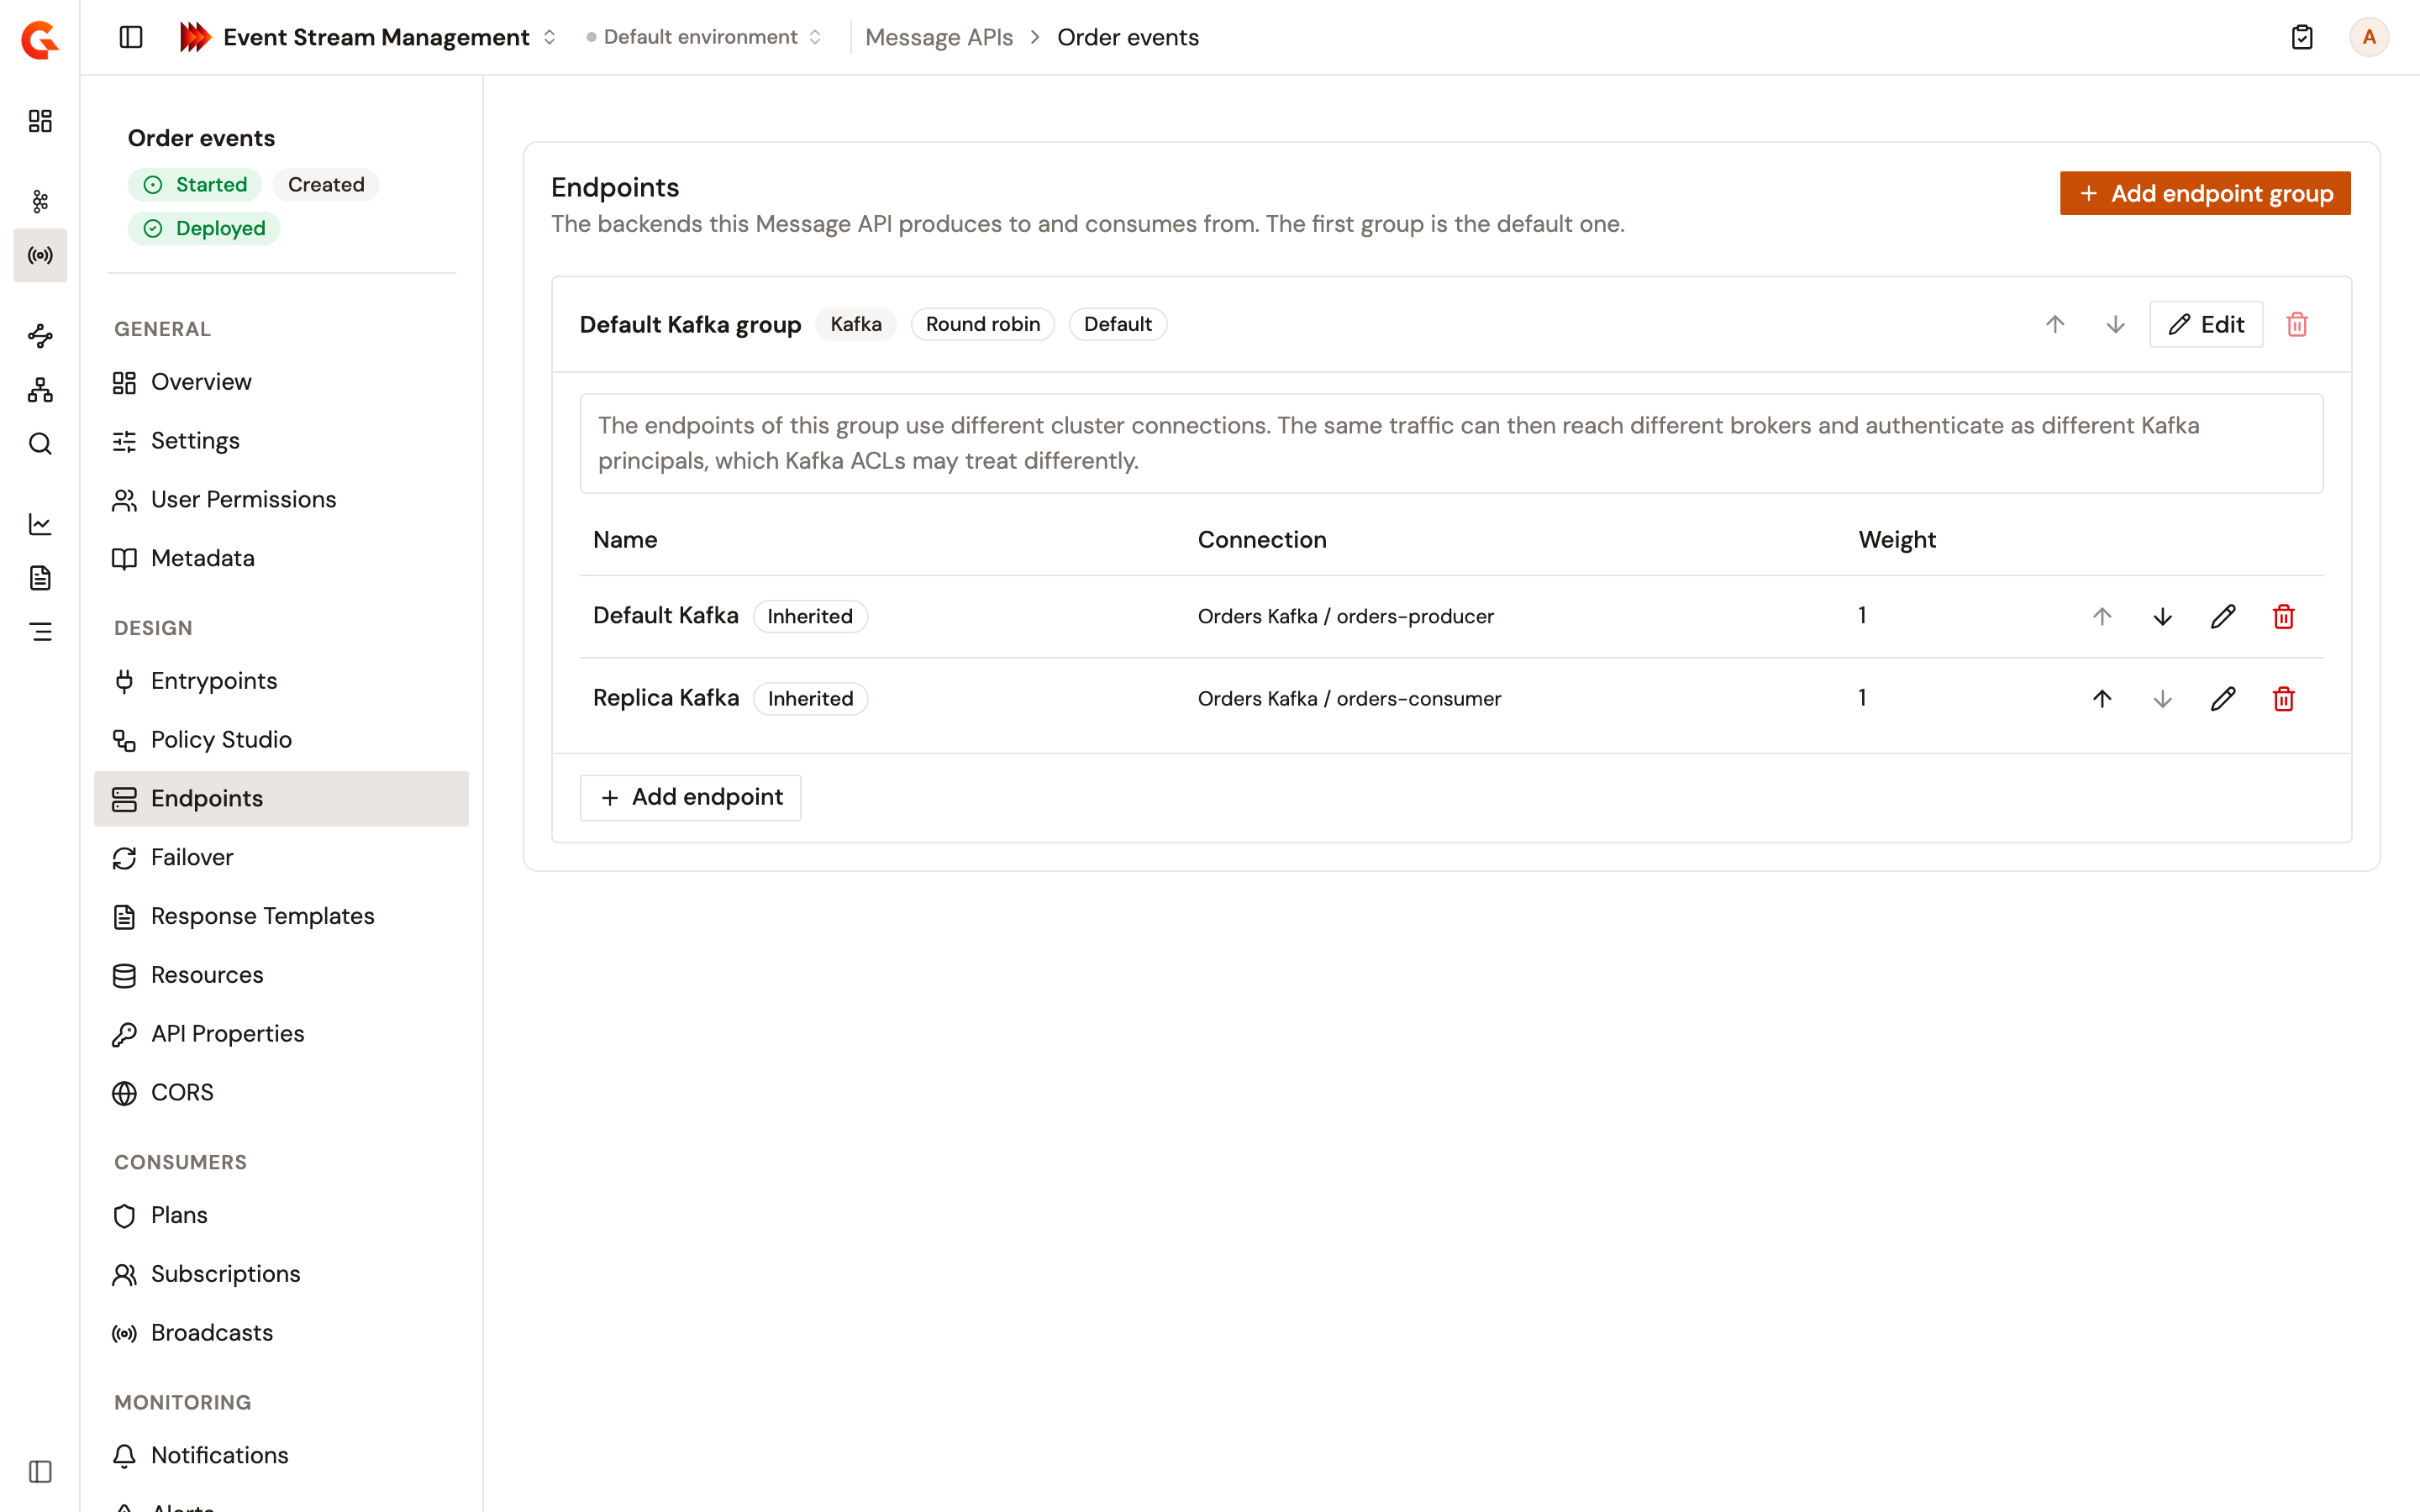 Event Stream Management
Default environment
Message APIs > Order events
A
Order events
Started
Created
Deployed
GENERAL
Overview
Settings
User Permissions
Metadata
DESIGN
Entrypoints
Policy Studio
Endpoints
Failover
Response Templates
Resources
API Properties
CORS
CONSUMERS
Plans
Subscriptions
Broadcasts
MONITORING
Notifications
Alerts
Endpoints
The backends this Message API produces to and consumes from. The first group is the default one.
+ Add endpoint group
Default Kafka group Kafka Round robin Default
Edit
The endpoints of this group use different cluster connections. The same traffic can then reach different brokers and authenticate as different Kafka
principals, which Kafka ACLs may treat differently.
Name Connection Weight
Default Kafka Inherited Orders Kafka / orders-producer 1
Replica Kafka Inherited Orders Kafka / orders-consumer 1
+ Add endpoint